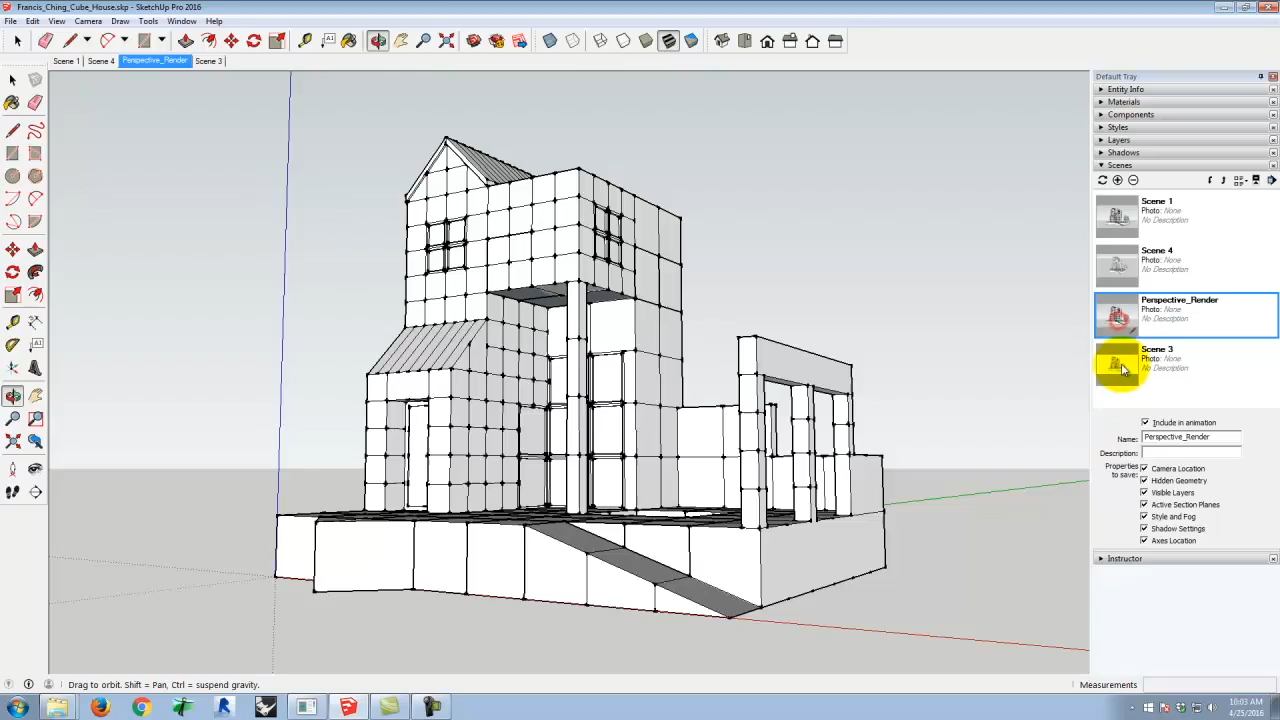 Francis_Ching_Cube_House.skp - SketchUp Pro 2016
File Edit View Camera Draw Tools Window Help
Scene 1 Scene 4 Perspective_Render Scene 3
Default Tray
Entity Info
Materials
Components
Styles
Layers
Shadows
Scenes
Scene 1
Photo: None
No Description
Scene 4
Photo: None
No Description
Perspective_Render
Photo: None
No Description
Scene 3
Photo: None
No Description
Include in animation
Name: Perspective_Render
Description:
Properties to save:
Camera Location
Hidden Geometry
Visible Layers
Active Section Planes
Style and Fog
Shadow Settings
Axes Location
Instructor
Drag to orbit. Shift = Pan, Ctrl = suspend gravity.
Measurements
10:03 AM
4/25/2016